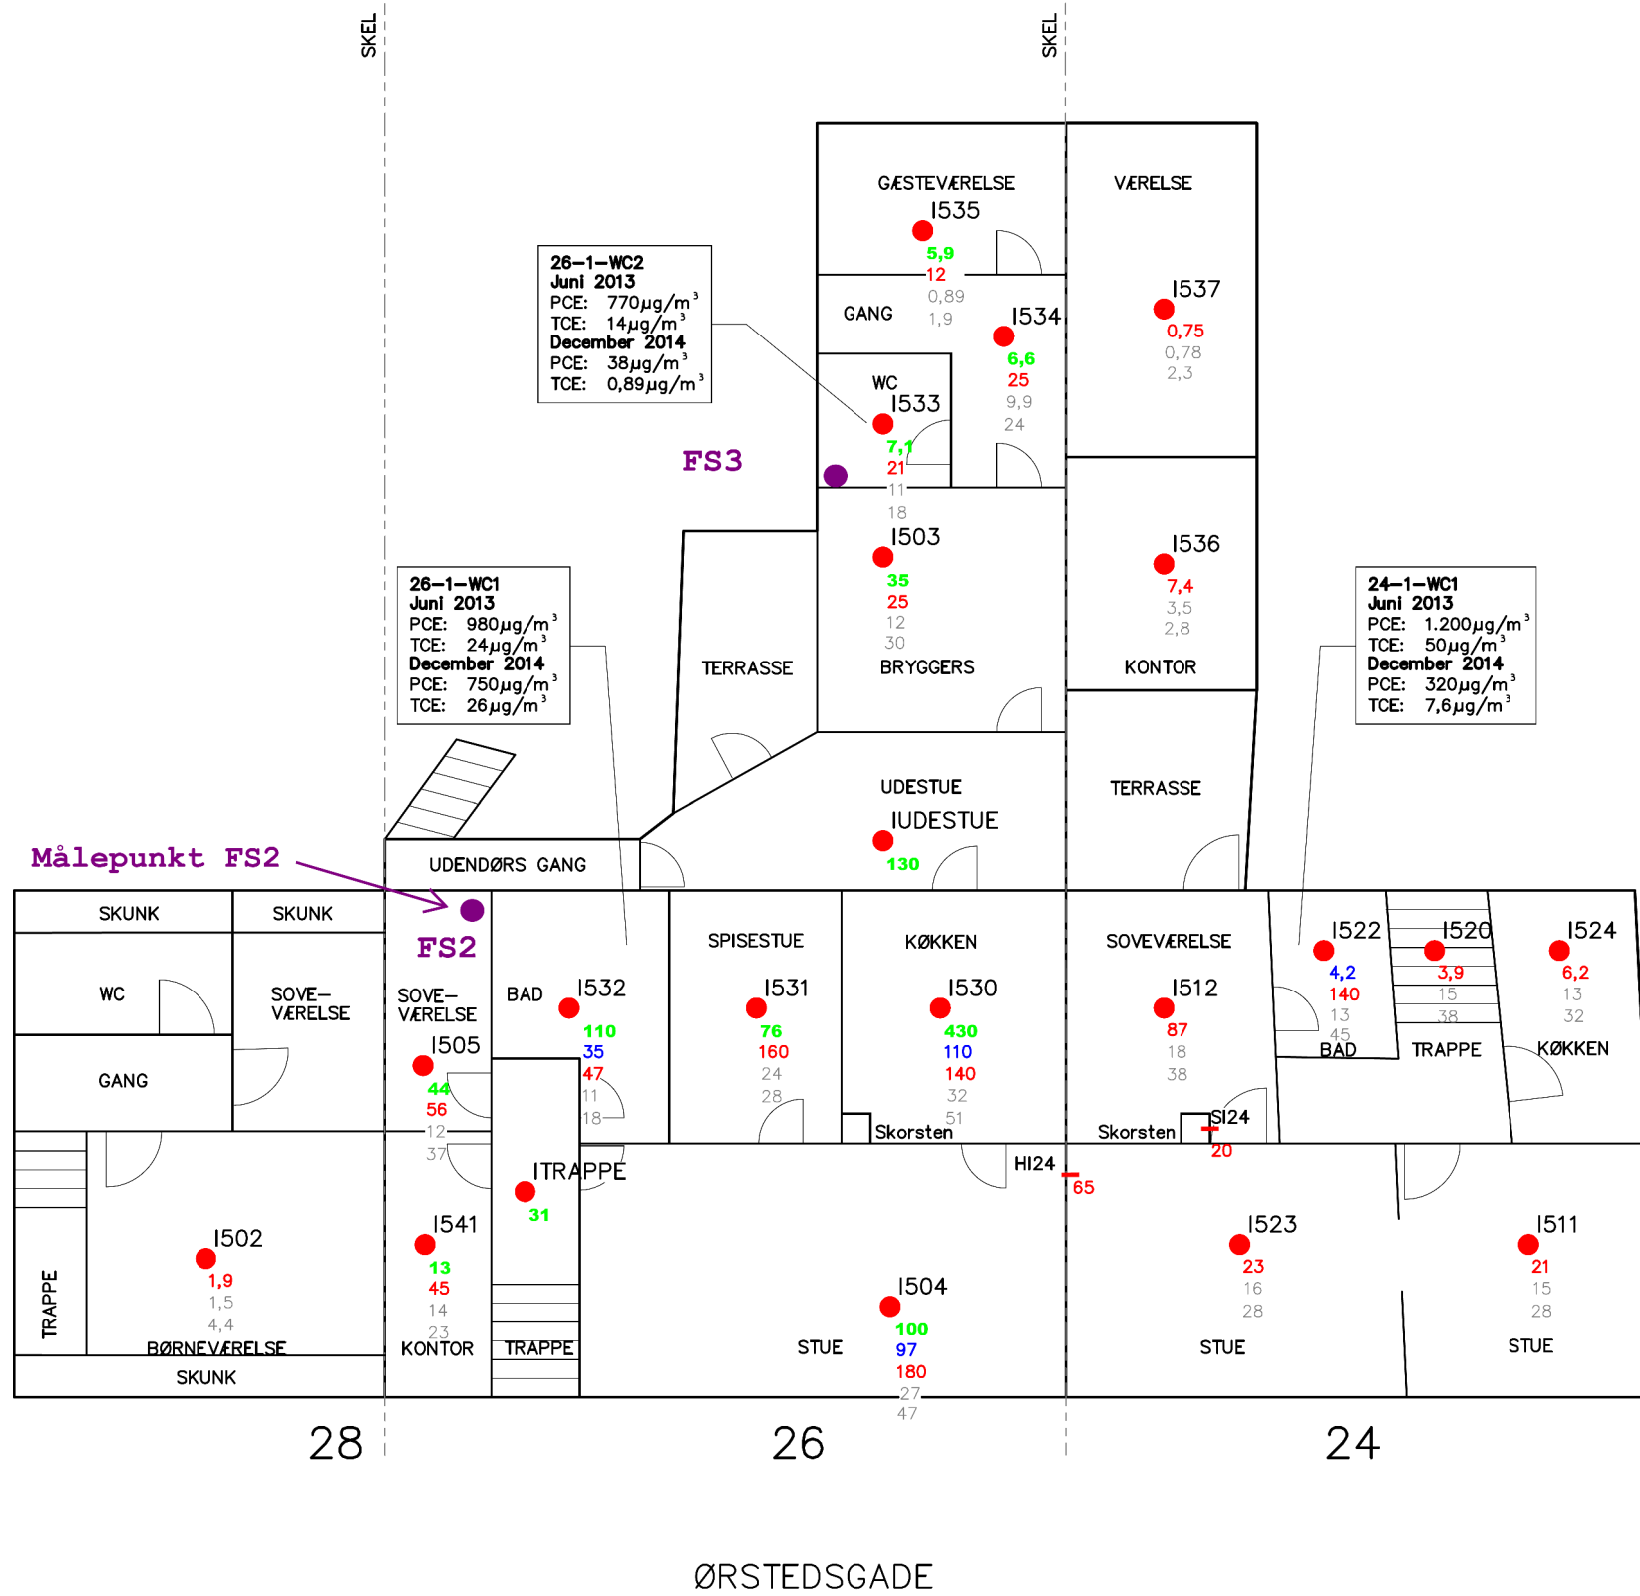 SKEL
SKEL
GÆSTEVÆRELSE
I535
5,9
12
0,89
1,9
VÆRELSE
I537
0,75
0,78
2,3
26-1-WC2
Juni 2013
PCE: 770µg/m³
TCE: 14µg/m³
December 2014
PCE: 38µg/m³
TCE: 0,89µg/m³
GANG
I534
6,6
25
9,9
24
WC
I533
7,1
21
11
18
FS3
I503
35
25
12
30
BRYGGERS
I536
7,4
3,5
2,8
KONTOR
26-1-WC1
Juni 2013
PCE: 980µg/m³
TCE: 24µg/m³
December 2014
PCE: 750µg/m³
TCE: 26µg/m³
TERRASSE
24-1-WC1
Juni 2013
PCE: 1.200µg/m³
TCE: 50µg/m³
December 2014
PCE: 320µg/m³
TCE: 7,6µg/m³
UDESTUE
IUDESTUE
130
TERRASSE
Målepunkt FS2
UDENDØRS GANG
SKUNK
SKUNK
FS2
WC
SOVE-
VÆRELSE
SOVE-
VÆRELSE
I505
44
56
12
37
BAD
I532
110
35
47
11
18
SPISESTUE
I531
76
160
24
28
KØKKEN
I530
430
110
140
32
51
Skorsten
SOVEVÆRELSE
I512
87
18
38
Skorsten
SI24
20
I522
4,2
140
13
45
BAD
I520
3,9
15
38
TRAPPE
I524
6,2
13
32
KØKKEN
GANG
HI24
65
TRAPPE
I502
1,9
1,5
4,4
BØRNEVÆRELSE
SKUNK
I541
13
45
14
23
KONTOR
ITRAPPE
31
TRAPPE
I504
100
97
180
27
47
STUE
I523
23
16
28
STUE
I511
21
15
28
STUE
28
26
24
ØRSTEDSGADE